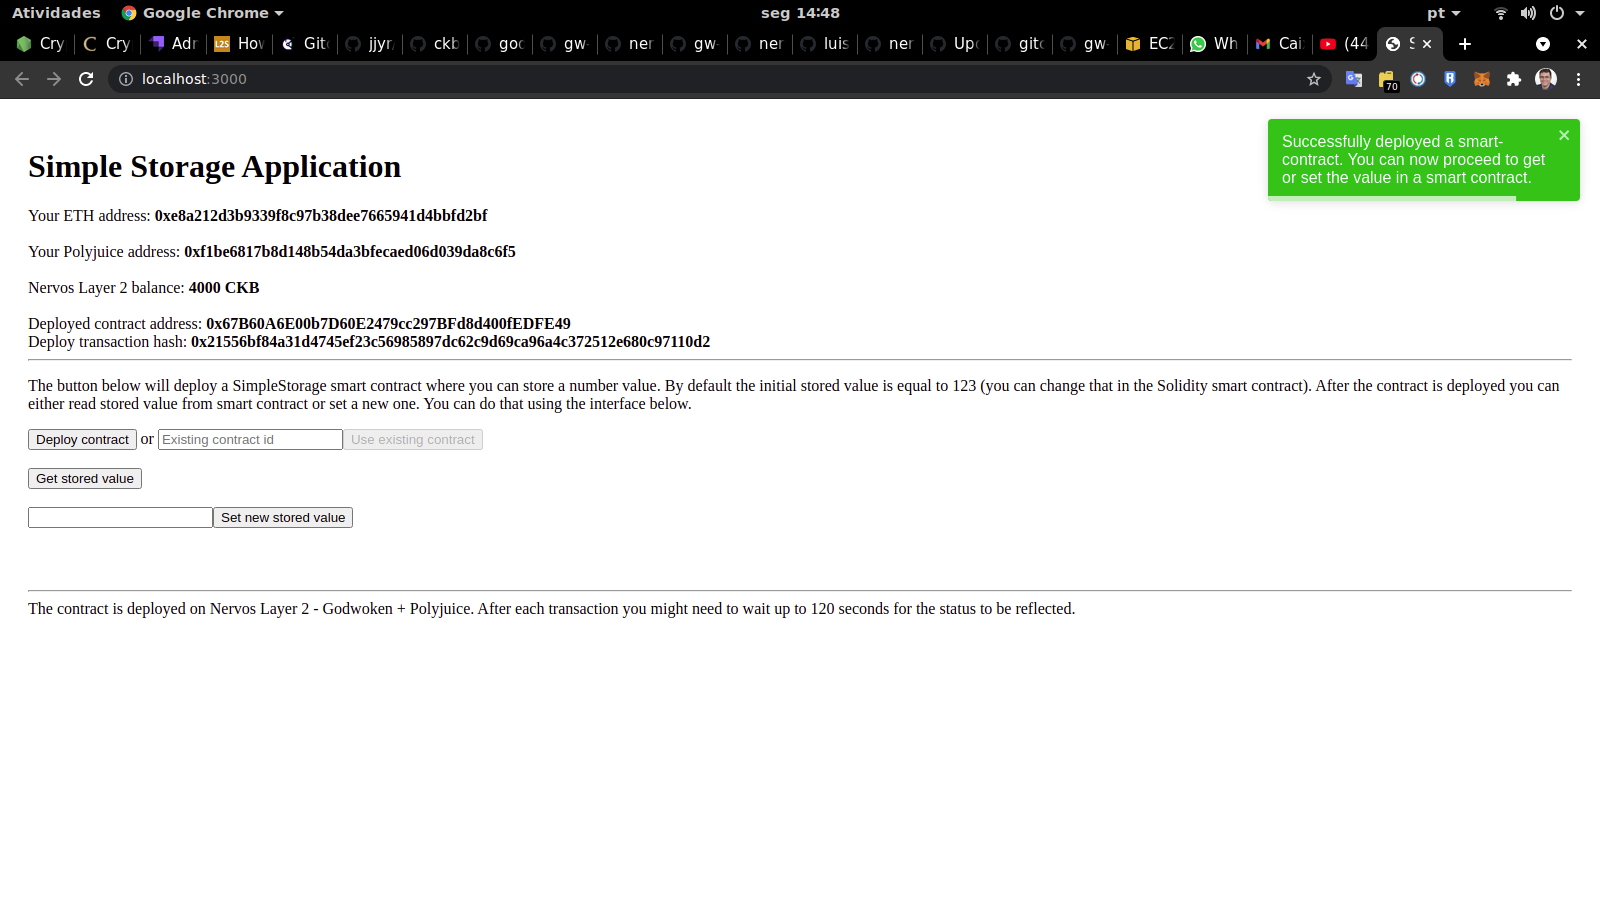 Atividades Google Chrome seg 14:48 pt
Cry Cry Adr L2S How Gitc jjyr ckb goc gw- ner gw- ner luis ner Upc gitc gw- EC2 Wh Cai (44 S
localhost:3000 70
Successfully deployed a smart-
contract. You can now proceed to get
or set the value in a smart contract.
Simple Storage Application
Your ETH address: 0xe8a212d3b9339f8c97b38dee7665941d4bbfd2bf
Your Polyjuice address: 0xf1be6817b8d148b54da3bfecaed06d039da8c6f5
Nervos Layer 2 balance: 4000 CKB
Deployed contract address: 0x67B60A6E00b7D60E2479cc297BFd8d400fEDFE49
Deploy transaction hash: 0x21556bf84a31d4745ef23c56985897dc62c9d69ca96a4c372512e680c97110d2
The button below will deploy a SimpleStorage smart contract where you can store a number value. By default the initial stored value is equal to 123 (you can change that in the Solidity smart contract). After the contract is deployed you can
either read stored value from smart contract or set a new one. You can do that using the interface below.
Deploy contract or Existing contract id Use existing contract
Get stored value
Set new stored value
The contract is deployed on Nervos Layer 2 - Godwoken + Polyjuice. After each transaction you might need to wait up to 120 seconds for the status to be reflected.